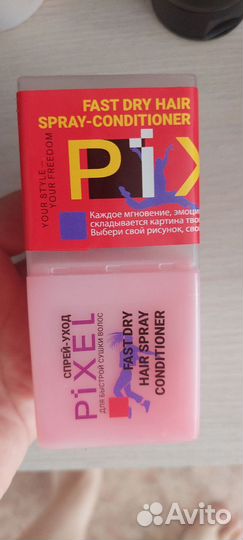 FAST DRY HAIR
SPRAY-CONDITIONER
YOUR STYLE —
YOUR FREEDOM
PiX
Каждое мгновение, эмоци
складывается картина тво
Выбери свой рисунок, сво
СПРЕЙ-УХОД
PiXEL
ДЛЯ БЫСТРОЙ СУШКИ ВОЛОС
FAST DRY
HAIR SPRAY
CONDITIONER
Avito